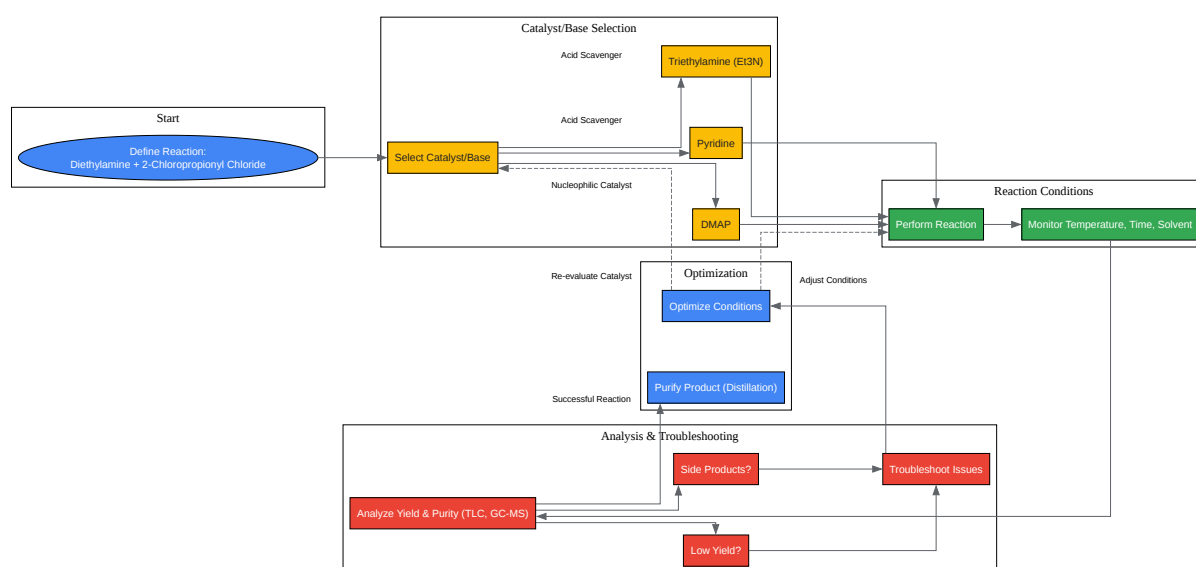 Catalyst/Base Selection
Acid Scavenger
Triethylamine (Et3N)
Start
Acid Scavenger
Define Reaction:
Diethylamine + 2-Chloropropionyl Chloride
Select Catalyst/Base
Pyridine
Nucleophilic Catalyst
Reaction Conditions
DMAP
Perform Reaction
Monitor Temperature, Time, Solvent
Re-evaluate Catalyst
Optimization
Adjust Conditions
Optimize Conditions
Purify Product (Distillation)
Successful Reaction
Analysis & Troubleshooting
Side Products?
Troubleshoot Issues
Analyze Yield & Purity (TLC, GC-MS)
Low Yield?